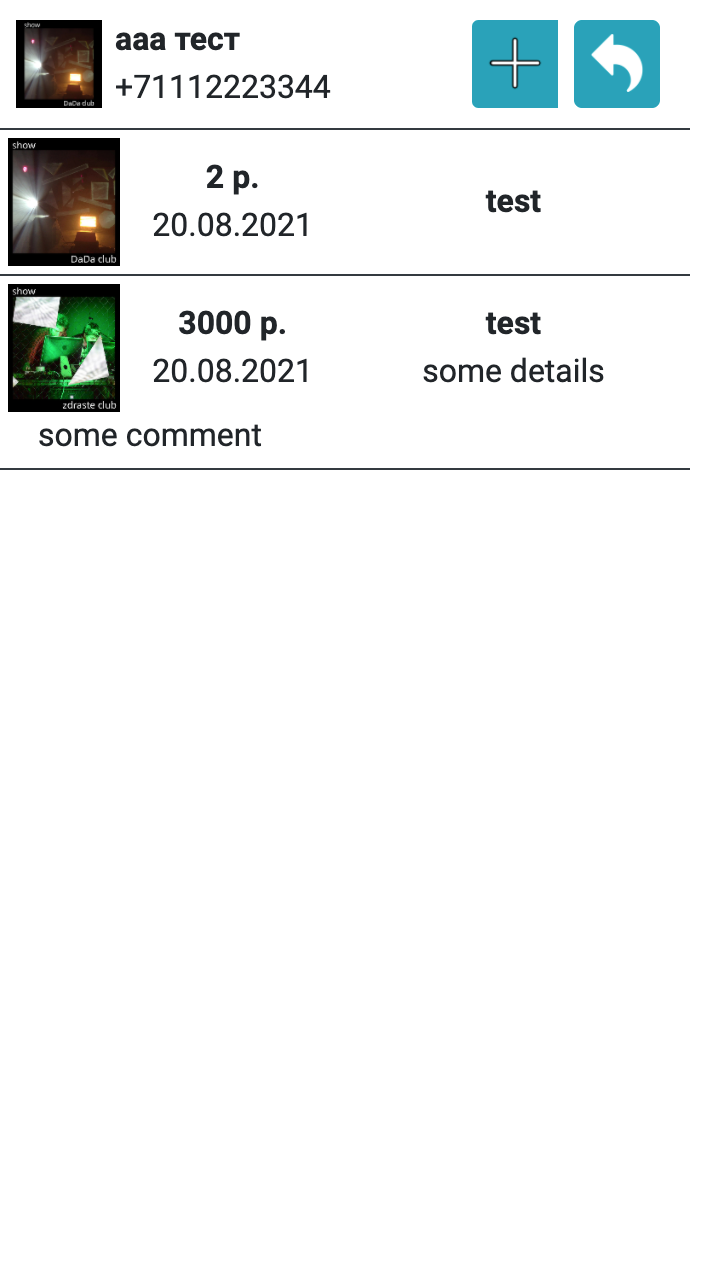 show
DaDa club
ааа тест
+71112223344
show
2 р.
20.08.2021
test
DaDa club
show
3000 р.
20.08.2021
test
some details
zdraste club
some comment